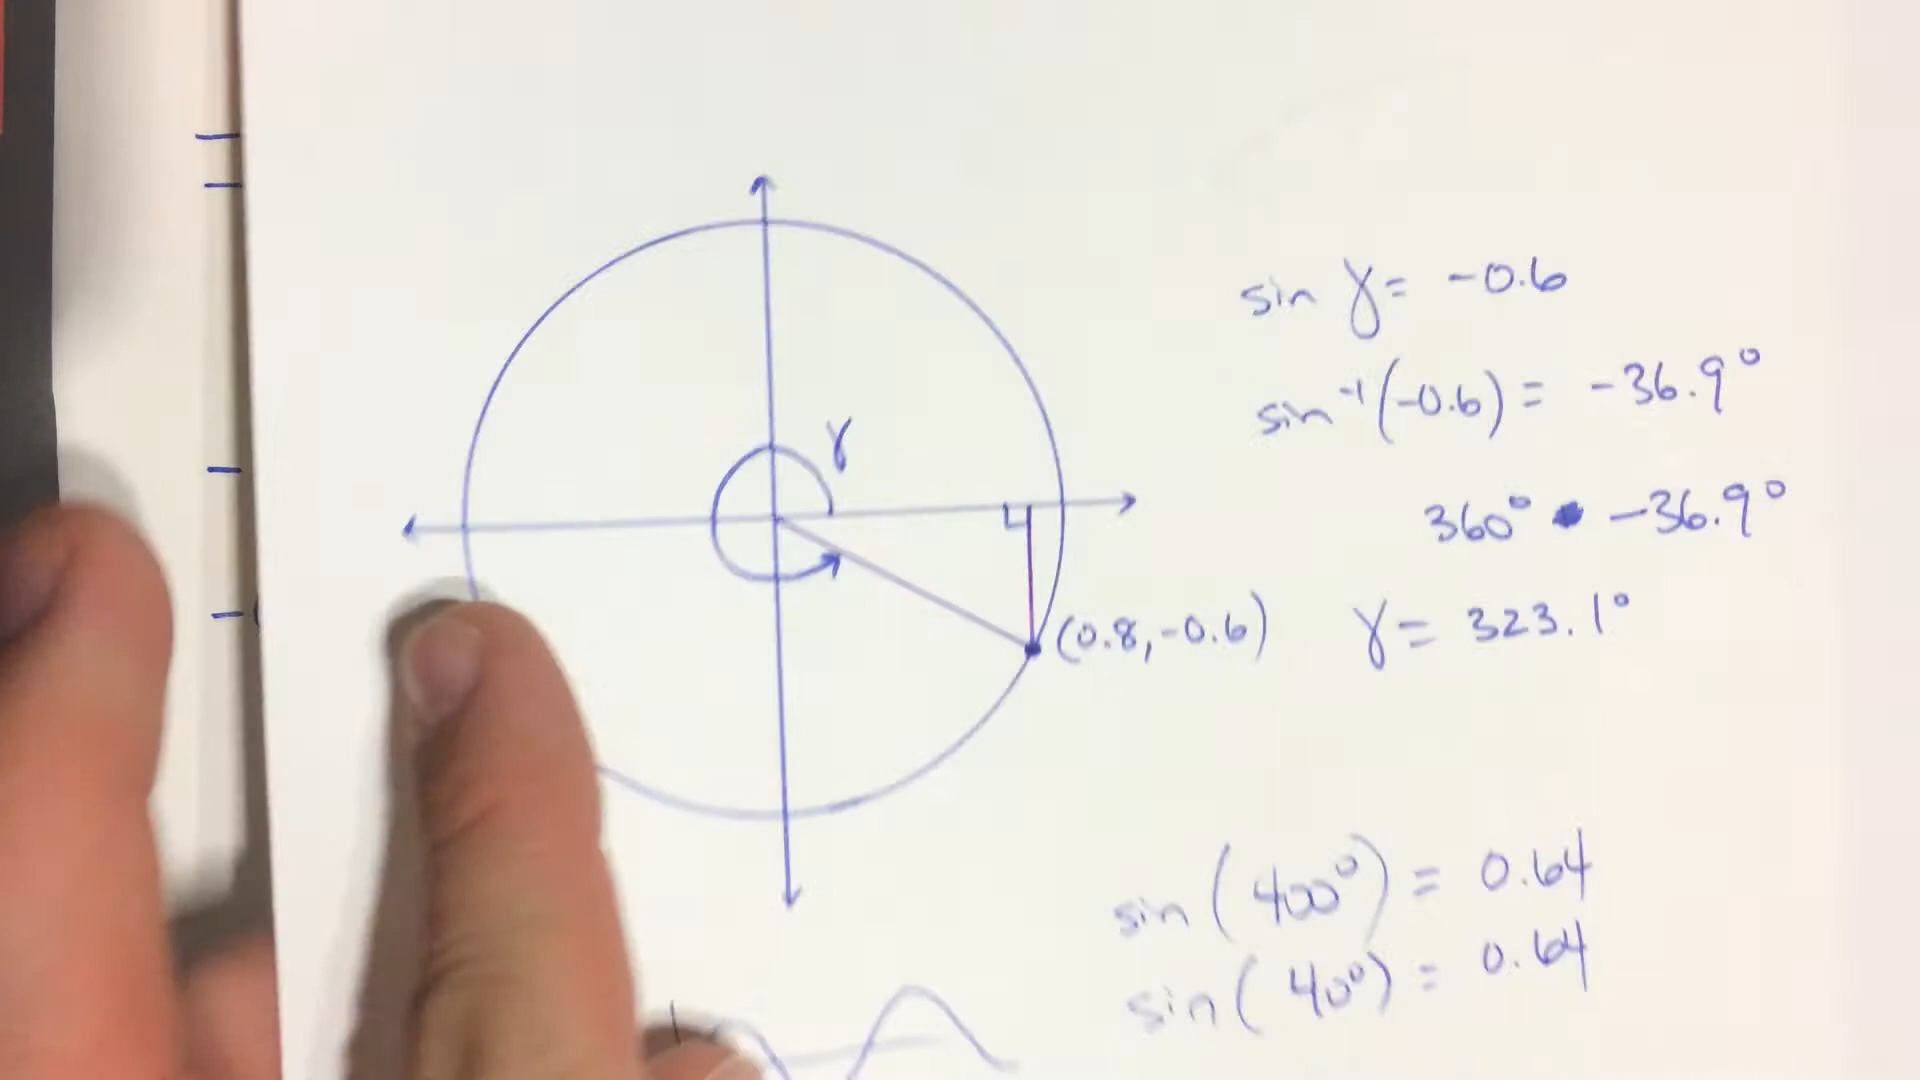 sin γ = -0.6
sin⁻¹(-0.6) = -36.9°
360° • -36.9°
γ
(0.8, -0.6)
γ = 323.1°
sin(400°) = 0.64
sin(40°) = 0.64